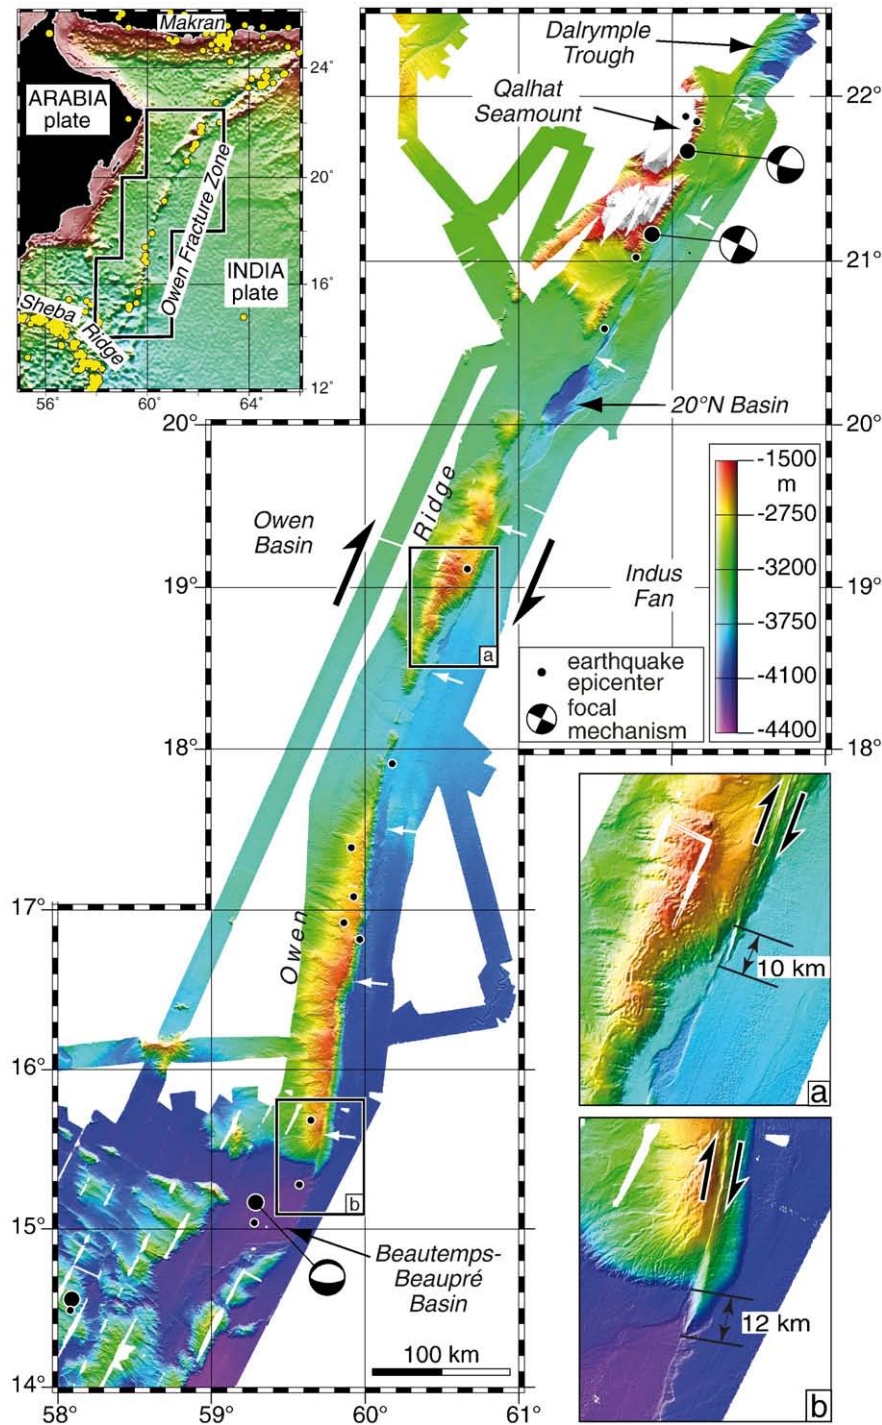 Makran
24°
ARABIA
plate
20°
Owen Fracture Zone
INDIA
plate
16°
Sheba Ridge
12°
56°
60°
64°
Dalrymple
Trough
Qalhat
Seamount
22°
21°
20°N Basin
20°
20°
-1500
m
-2750
-3200
-3750
-4100
-4400
Owen
Basin
Ridge
19°
19°
Indus
Fan
a
earthquake
epicenter
focal
mechanism
18°
18°
17°
Owen
16°
10 km
a
b
15°
Beautemps-
Beaupré
Basin
12 km
100 km
b
14°
58°
59°
60°
61°